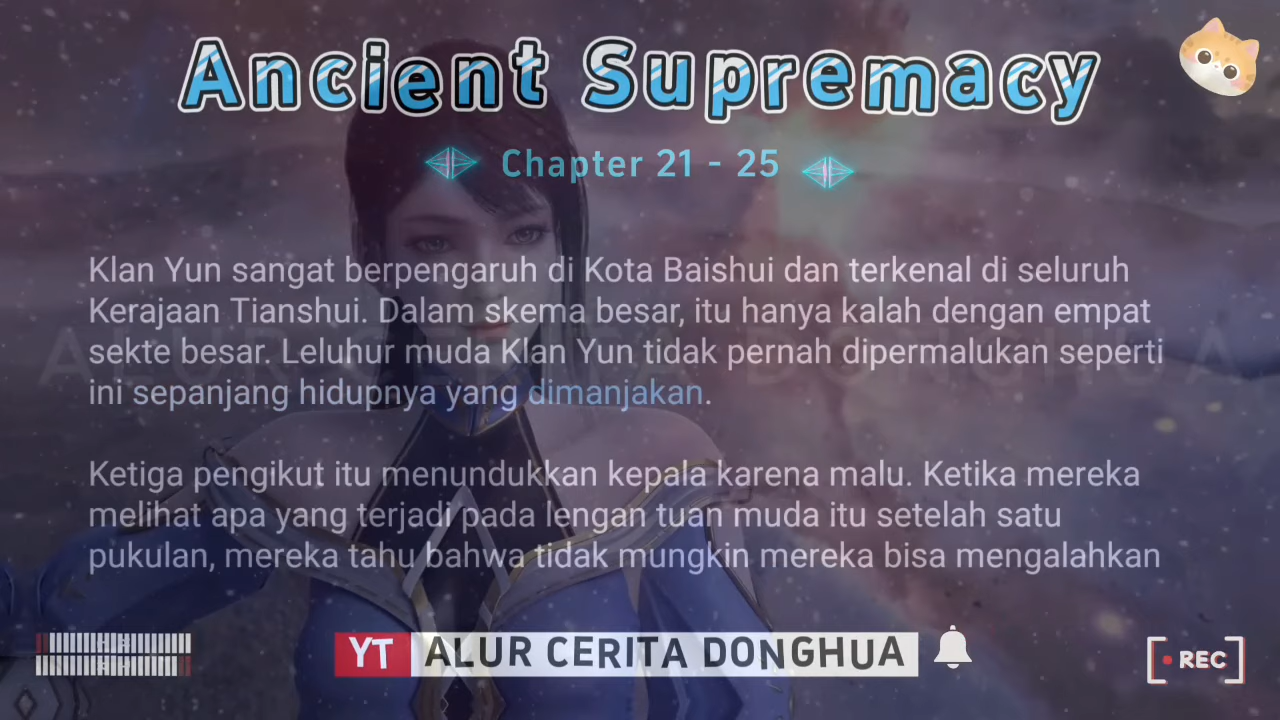 Ancient Supremacy
Chapter 21 - 25
Klan Yun sangat berpengaruh di Kota Baishui dan terkenal di seluruh
Kerajaan Tianshui. Dalam skema besar, itu hanya kalah dengan empat
sekte besar. Leluhur muda Klan Yun tidak pernah dipermalukan seperti
ini sepanjang hidupnya yang dimanjakan.
Ketiga pengikut itu menundukkan kepala karena malu. Ketika mereka
melihat apa yang terjadi pada lengan tuan muda itu setelah satu
pukulan, mereka tahu bahwa tidak mungkin mereka bisa mengalahkan
YT ALUR CERITA DONGHUA
REC